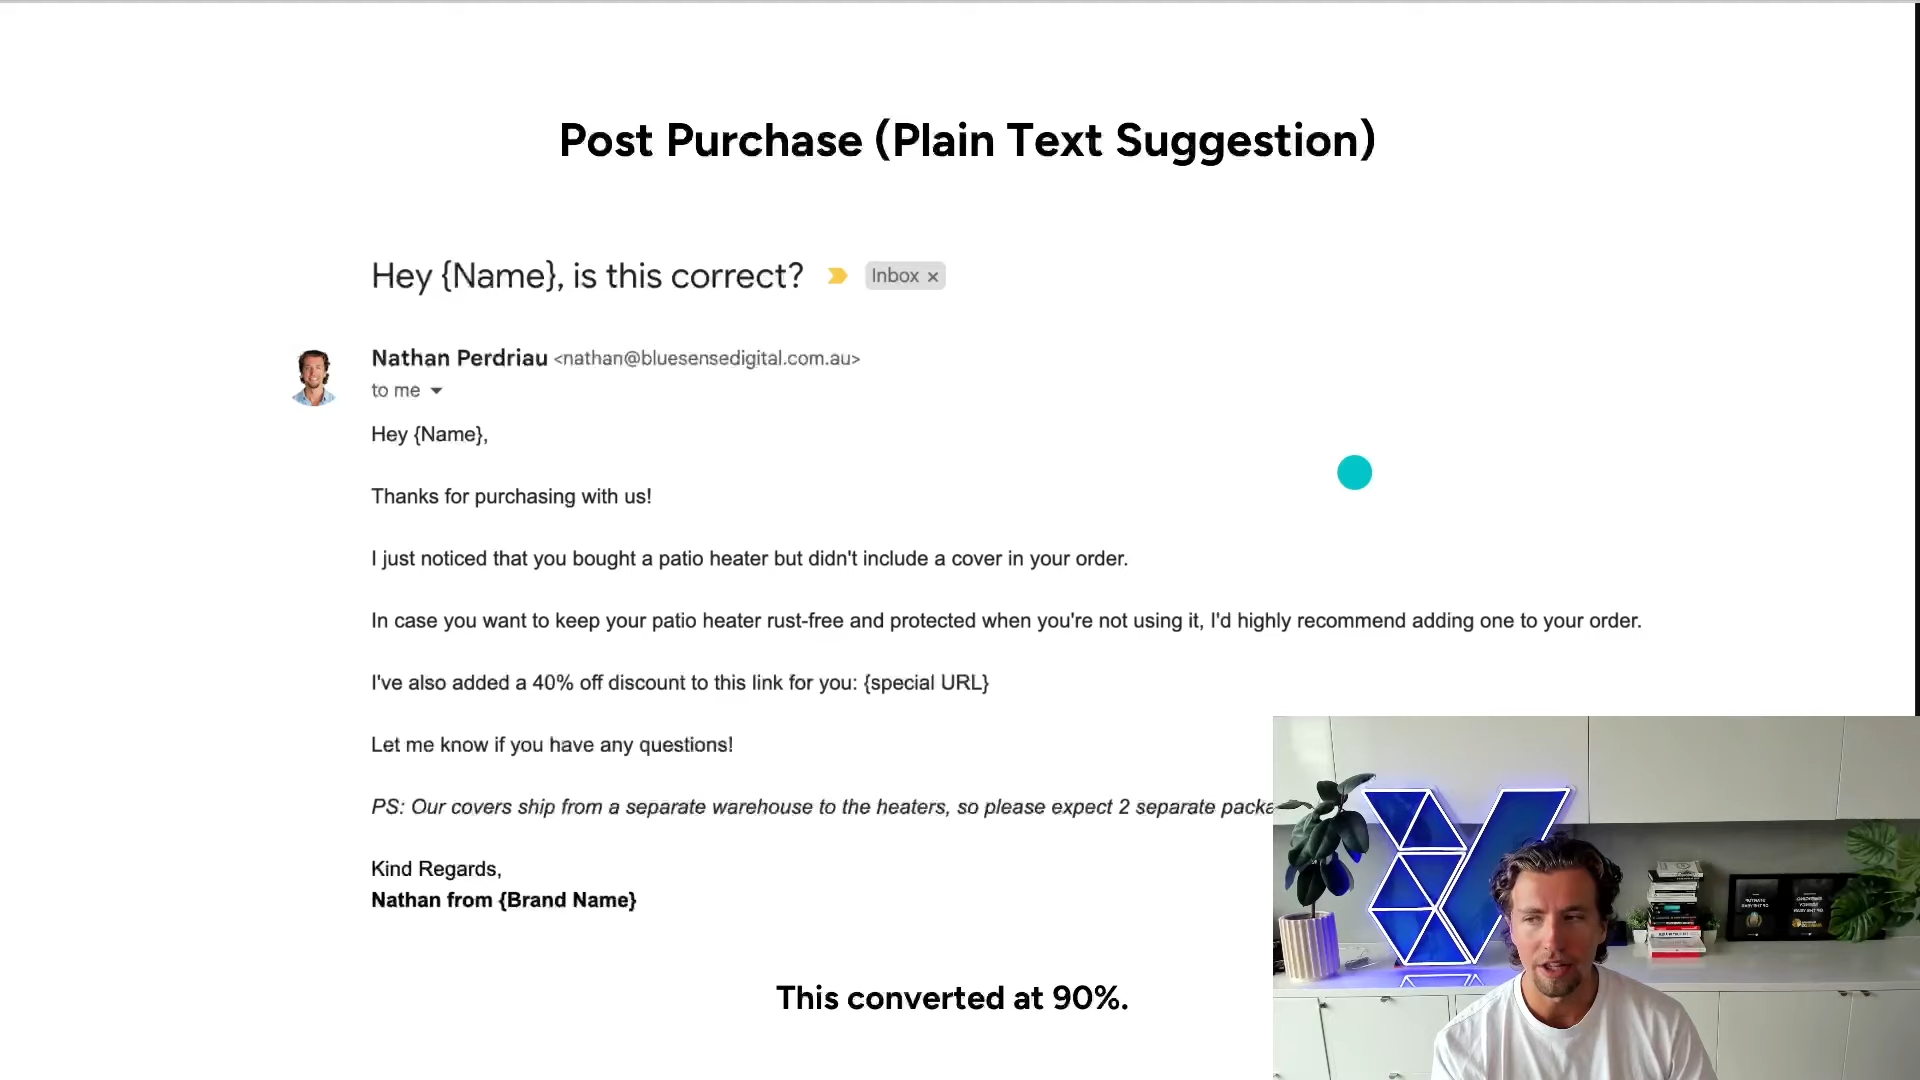 Post Purchase (Plain Text Suggestion)
Hey {Name}, is this correct?
Inbox x
Nathan Perdriau <nathan@bluesensedigital.com.au>
to me
Hey {Name},
Thanks for purchasing with us!
I just noticed that you bought a patio heater but didn't include a cover in your order.
In case you want to keep your patio heater rust-free and protected when you're not using it, I'd highly recommend adding one to your order.
I've also added a 40% off discount to this link for you: {special URL}
Let me know if you have any questions!
PS: Our covers ship from a separate warehouse to the heaters, so please expect 2 separate packa
Kind Regards,
Nathan from {Brand Name}
This converted at 90%.